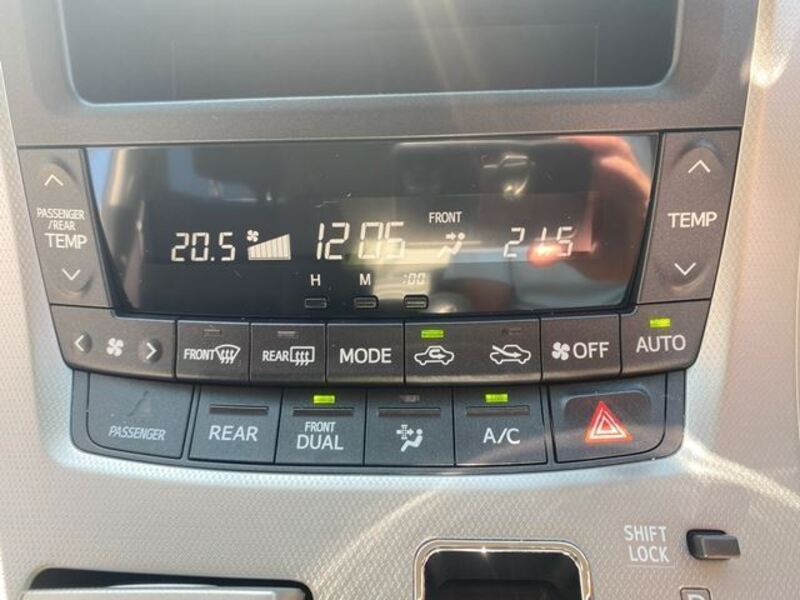 PASSENGER
/REAR
TEMP
20.5
12 05
FRONT
21.5
TEMP
H M :00
FRONT
REAR
MODE
OFF
AUTO
PASSENGER
REAR
FRONT
DUAL
A/C
SHIFT
LOCK